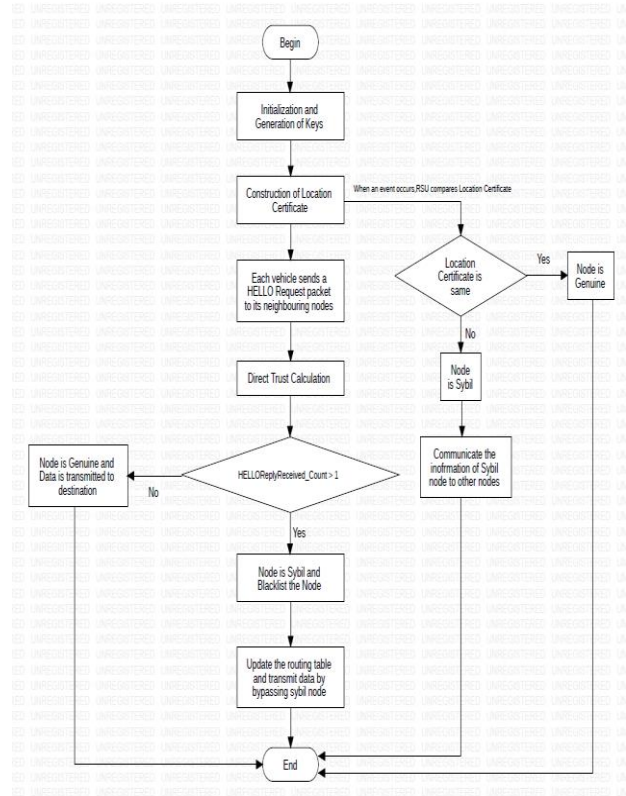 Begin
Initialization and
Generation of Keys
Construction of Location
Certificate
When an event occurs,RSU compares Location Certificate
Each vehicle sends a
HELLO Request packet
to its neighbouring nodes
Location
Certificate is
same
Yes
Node is
Genuine
No
Node
is Sybil
Direct Trust Calculation
Communicate the
inofrmation of Sybil
node to other nodes
HELLOReplyReceived_Count > 1
No
Node is Genuine and
Data is transmitted to
destination
Yes
Node is Sybil and
Blacklist the Node
Update the routing table
and transmit data by
bypassing sybil node
End
UNREGISTERED